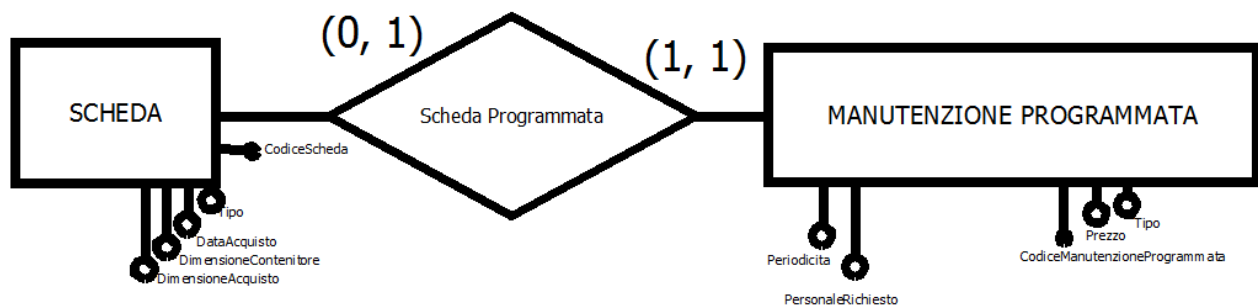 (0, 1)
(1, 1)
SCHEDA
Scheda Programmata
MANUTENZIONE PROGRAMMATA
CodiceScheda
Tipo
DataAcquisto
DimensioneContenitore
DimensioneAcquisto
Periodicita
PersonaleRichiesto
Tipo
Prezzo
CodiceManutenzioneProgrammata